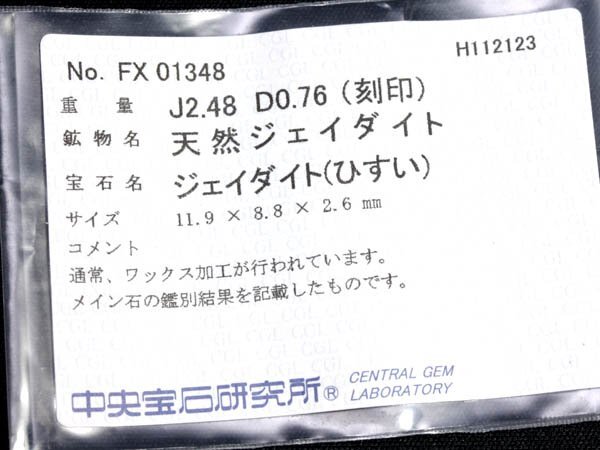 H112123
No. FX 01348
重量 J2.48 D0.76 (刻印)
鉱物名 天然ジェイダイト
宝石名 ジェイダイト(ひすい)
サイズ 11.9 × 8.8 × 2.6 mm
コメント
通常、ワックス加工が行われています。
メイン石の鑑別結果を記載したものです。
中央宝石研究所® CENTRAL GEM
LABORATORY